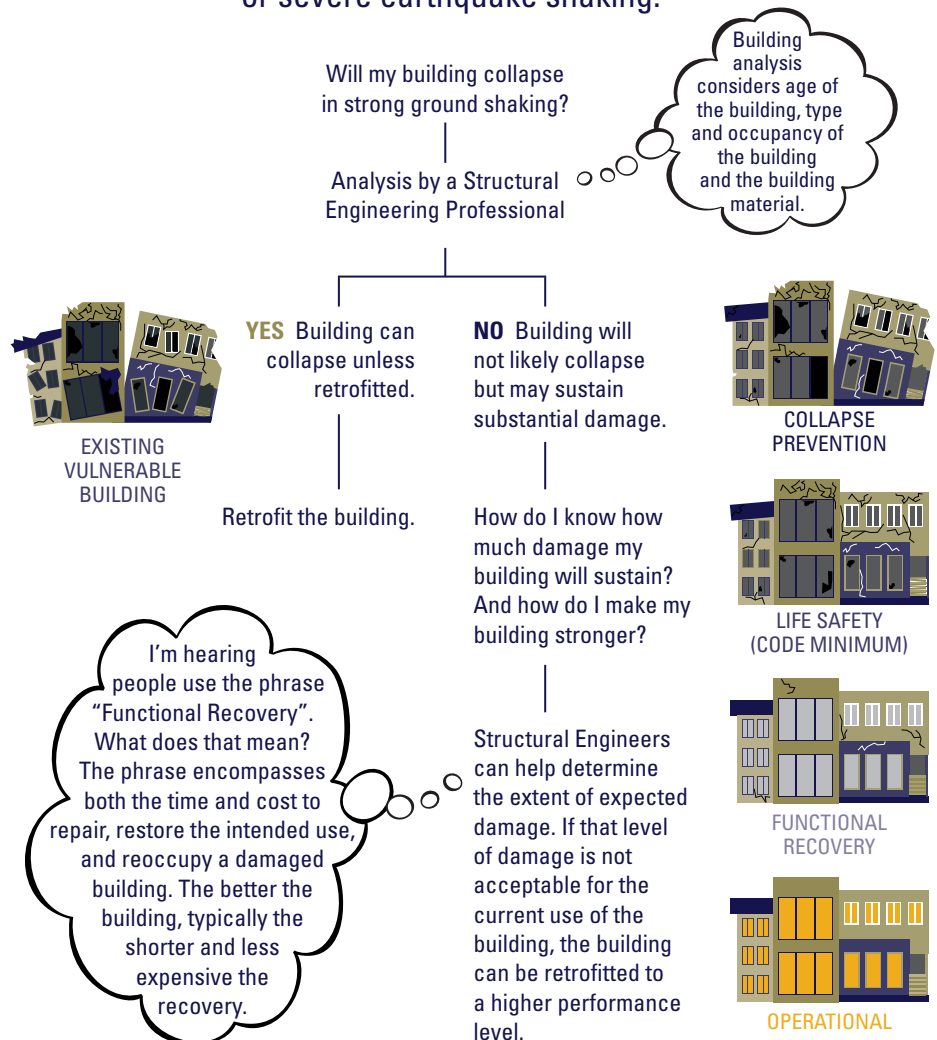 or severe earthquake shaking.
Will my building collapse
in strong ground shaking?
Building
analysis
considers age of
the building, type
and occupancy of
the building
and the building
material.
Analysis by a Structural
Engineering Professional
YES Building can
collapse unless
retrofitted.
EXISTING
VULNERABLE
BUILDING
Retrofit the building.
NO Building will
not likely collapse
but may sustain
substantial damage.
COLLAPSE
PREVENTION
How do I know how
much damage my
building will sustain?
And how do I make my
building stronger?
LIFE SAFETY
(CODE MINIMUM)
I'm hearing
people use the phrase
“Functional Recovery”.
What does that mean?
The phrase encompasses
both the time and cost to
repair, restore the intended use,
and reoccupy a damaged
building. The better the
building, typically the
shorter and less
expensive the
recovery.
Structural Engineers
can help determine
the extent of expected
damage. If that level
of damage is not
acceptable for the
current use of the
building, the building
can be retrofitted to
a higher performance
level.
FUNCTIONAL
RECOVERY
OPERATIONAL